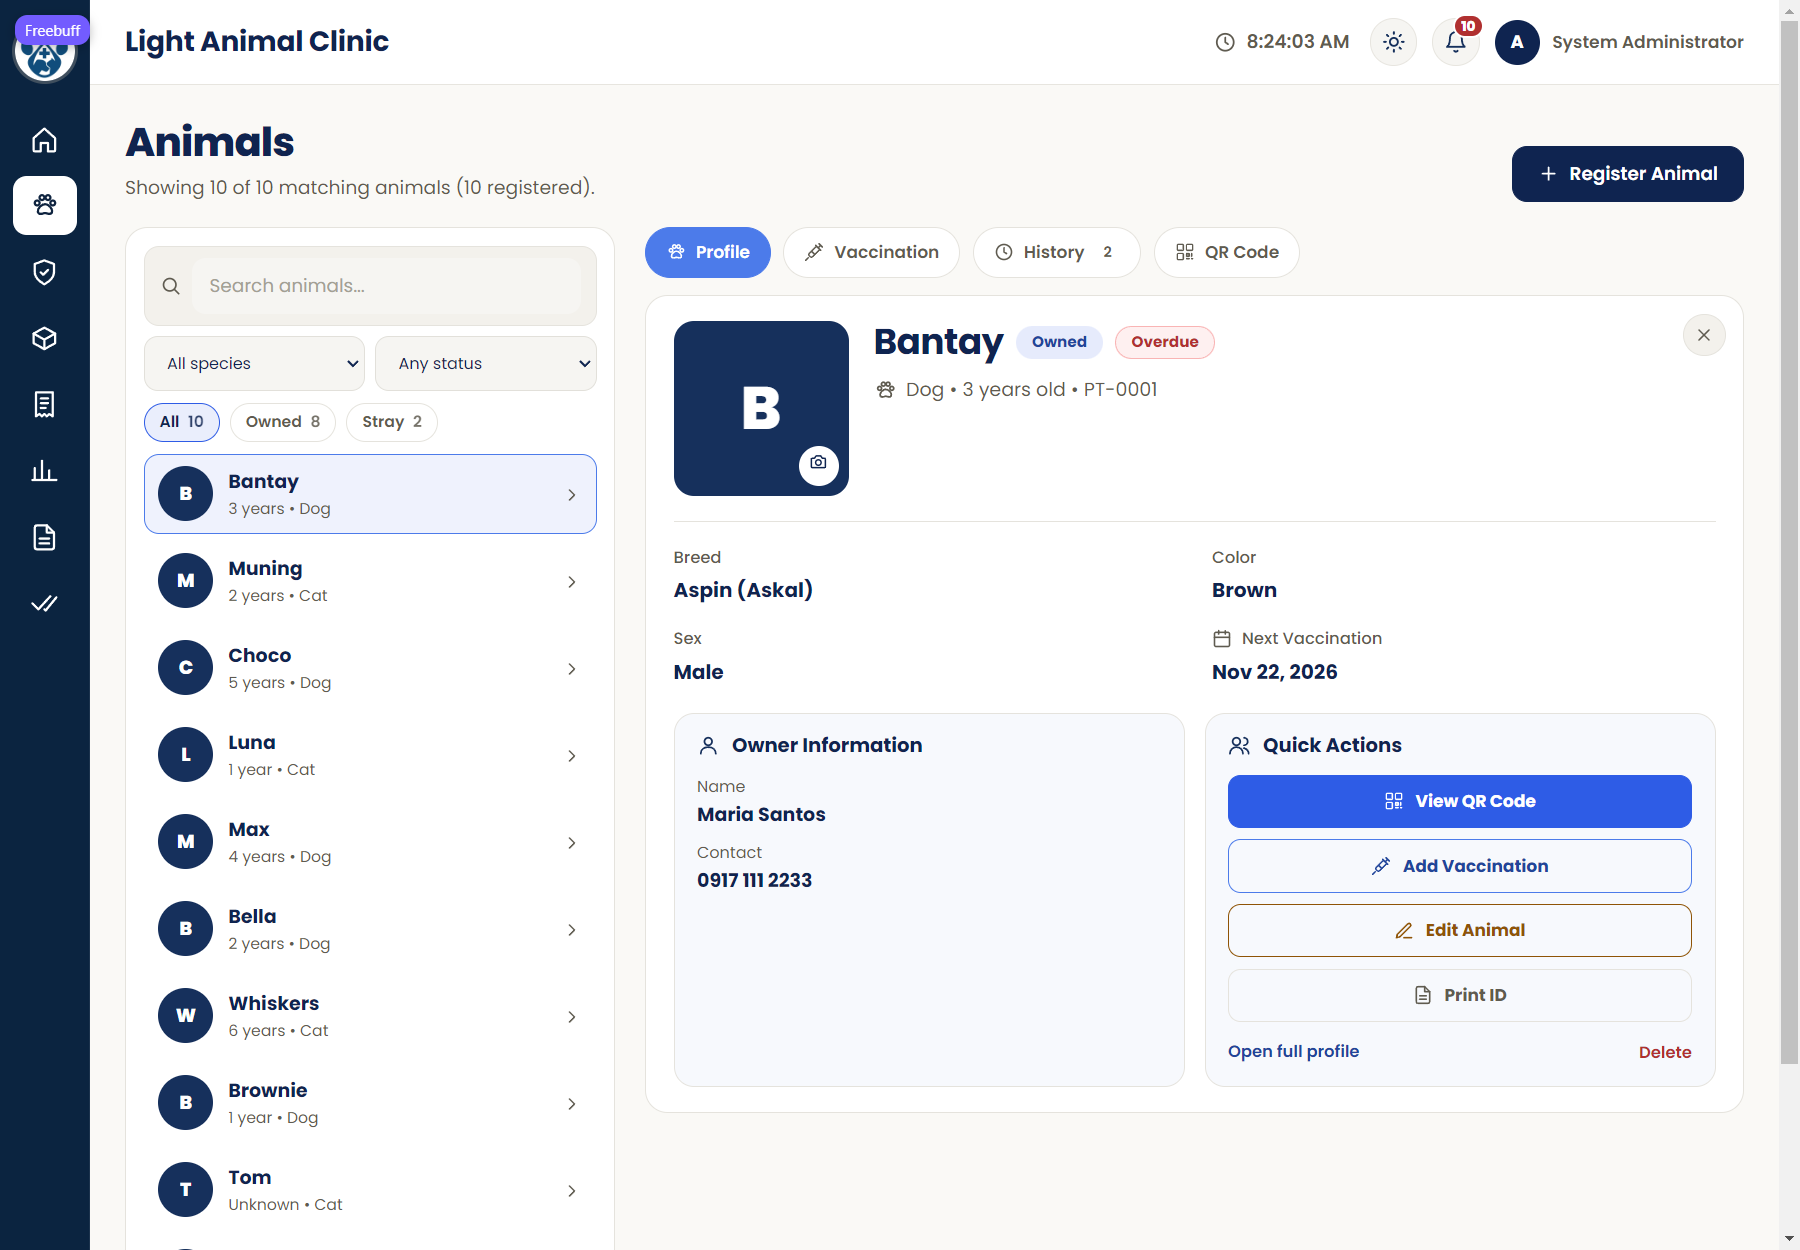 Freebuff
Light Animal Clinic
8:24:03 AM
10
A
System Administrator
Animals
Showing 10 of 10 matching animals (10 registered).
+ Register Animal
Search animals...
All species
Any status
All 10
Owned 8
Stray 2
B
Bantay
3 years • Dog
M
Muning
2 years • Cat
C
Choco
5 years • Dog
L
Luna
1 year • Cat
M
Max
4 years • Dog
B
Bella
2 years • Dog
W
Whiskers
6 years • Cat
B
Brownie
1 year • Dog
T
Tom
Unknown • Cat
Profile
Vaccination
History 2
QR Code
B
Bantay
Owned
Overdue
Dog • 3 years old • PT-0001
Breed
Aspin (Askal)
Color
Brown
Sex
Male
Next Vaccination
Nov 22, 2026
Owner Information
Name
Maria Santos
Contact
0917 111 2233
Quick Actions
View QR Code
Add Vaccination
Edit Animal
Print ID
Open full profile
Delete